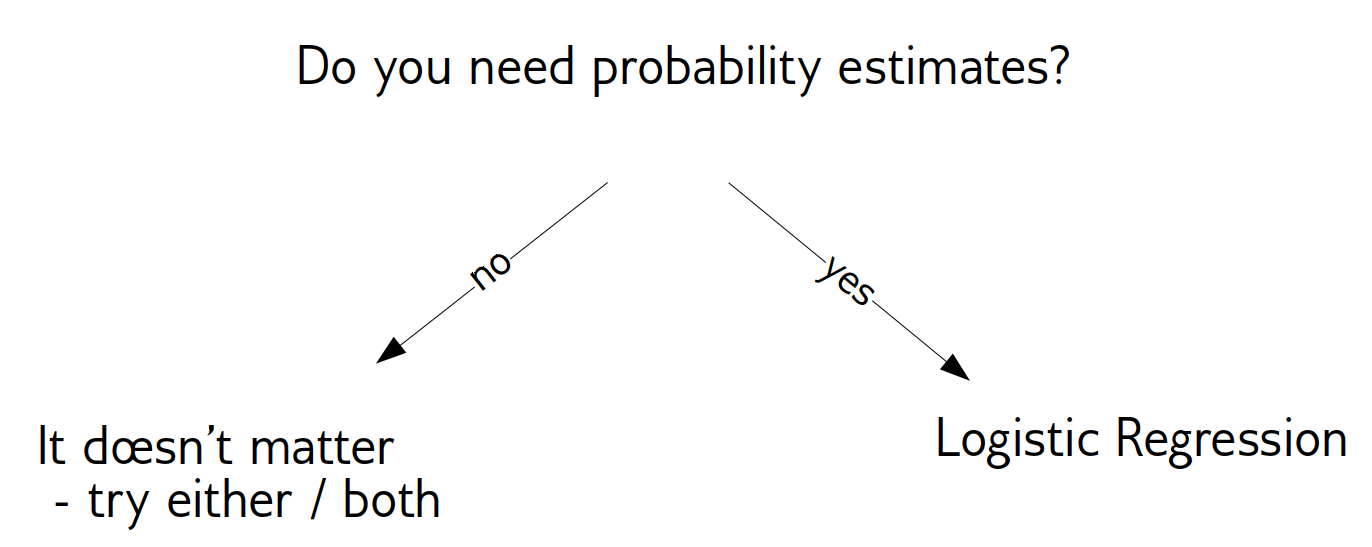 Do you need probability estimates?
no
yes
It dœsn't matter
- try either / both
Logistic Regression